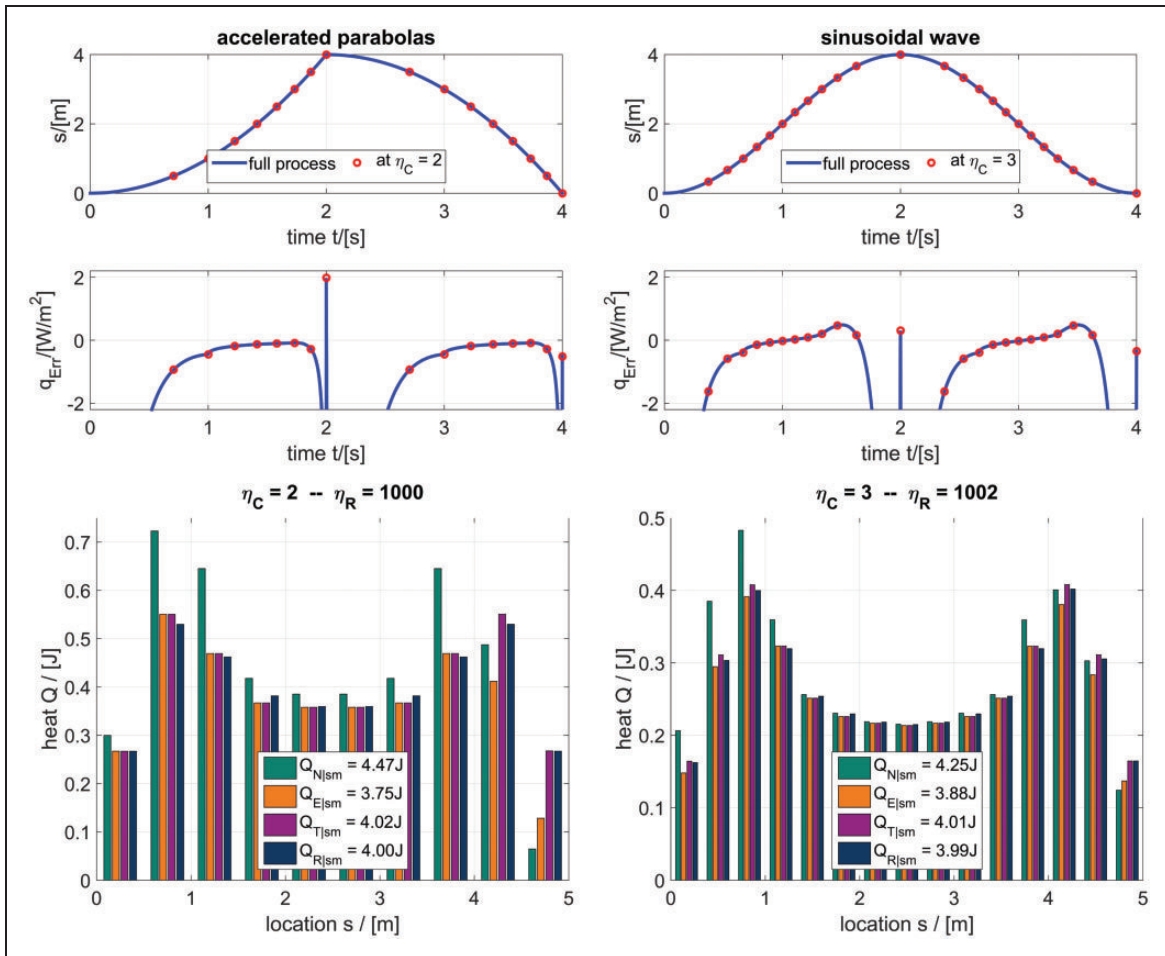 accelerated parabolas
4
2
0
s/[m]
full process
at η_C = 2
0 1 2 3 4
time t/[s]
sinusoidal wave
4
2
0
s/[m]
full process
at η_C = 3
0 1 2 3 4
time t/[s]
2
0
-2
q_Err/[W/m²]
0 1 2 3 4
time t/[s]
2
0
-2
q_Err/[W/m²]
0 1 2 3 4
time t/[s]
η_C = 2 -- η_R = 1000
0.7
0.6
0.5
0.4
0.3
0.2
0.1
0
heat Q / [J]
Q_N|sm = 4.47J
Q_E|sm = 3.75J
Q_T|sm = 4.02J
Q_R|sm = 4.00J
0 1 2 3 4 5
location s / [m]
η_C = 3 -- η_R = 1002
0.5
0.4
0.3
0.2
0.1
0
heat Q / [J]
Q_N|sm = 4.25J
Q_E|sm = 3.88J
Q_T|sm = 4.01J
Q_R|sm = 3.99J
0 1 2 3 4 5
location s / [m]